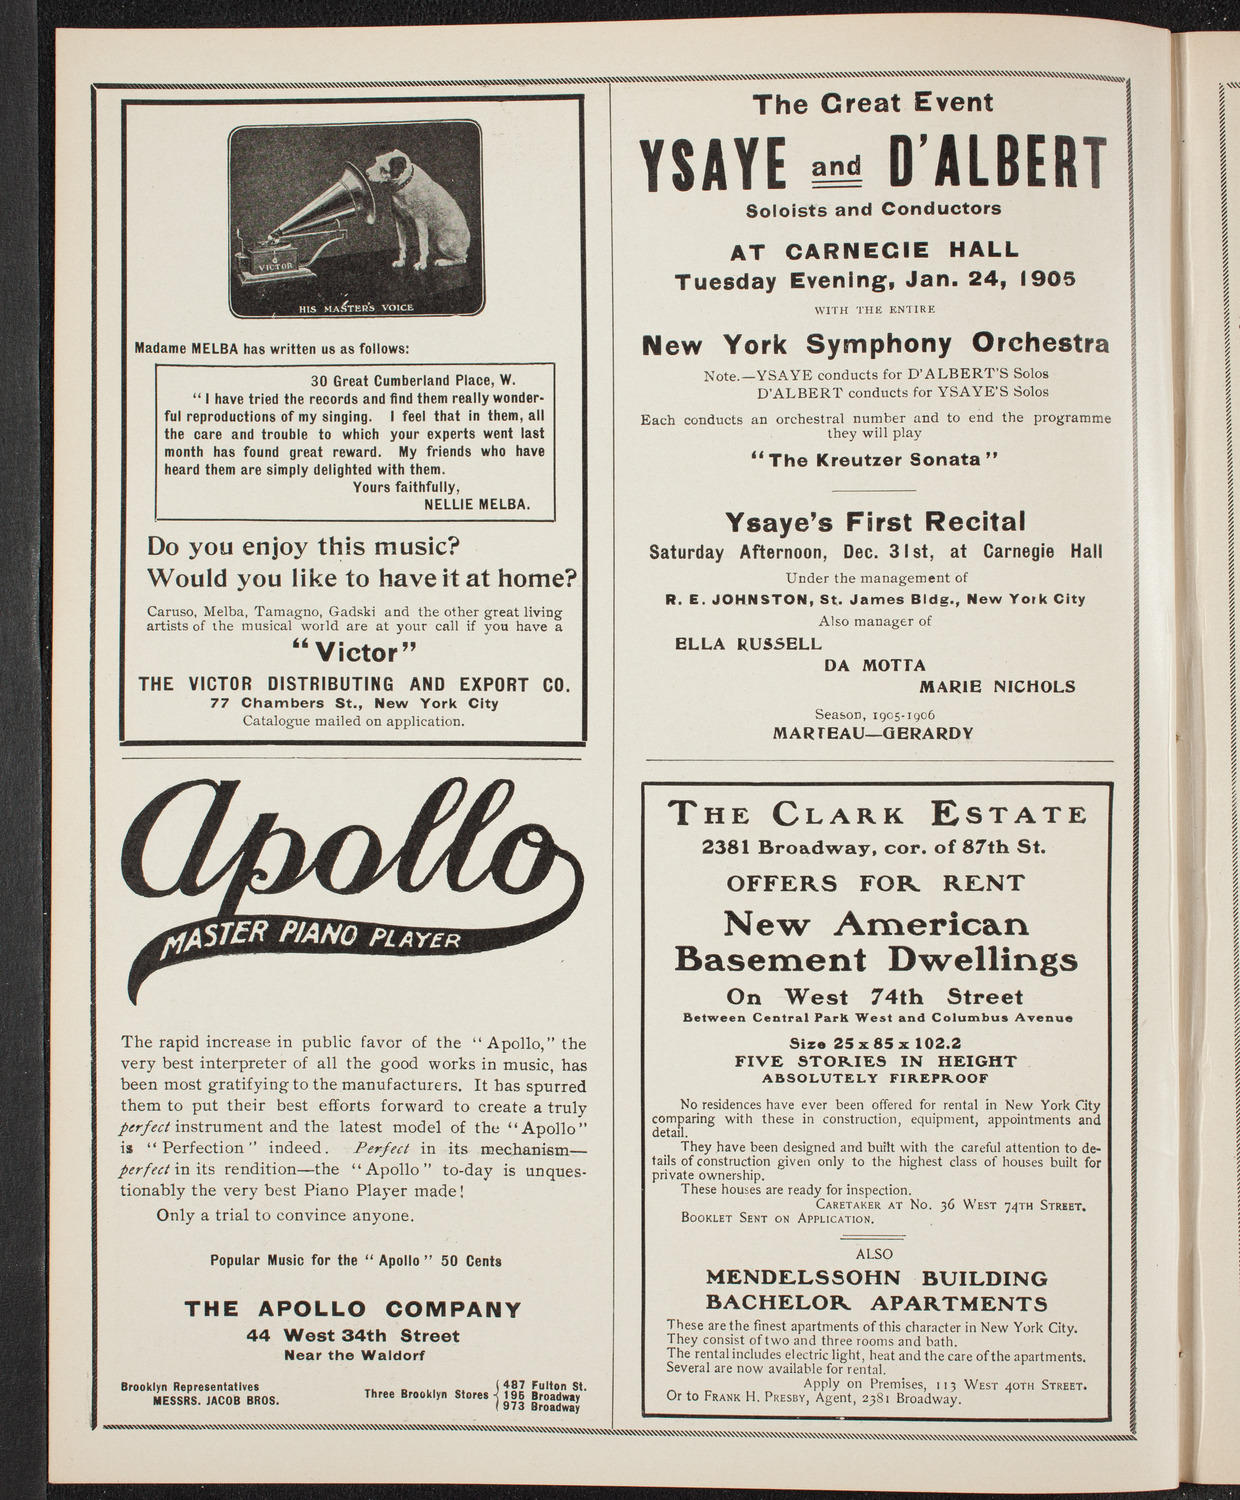 VICTOR
HIS MASTER'S VOICE
Madame MELBA has written us as follows:
30 Great Cumberland Place, W.
"I have tried the records and find them really wonder-
ful reproductions of my singing. I feel that in them, all
the care and trouble to which your experts went last
month has found great reward. My friends who have
heard them are simply delighted with them.
Yours faithfully,
NELLIE MELBA.
Do you enjoy this music?
Would you like to have it at home?
Caruso, Melba, Tamagno, Gadski and the other great living
artists of the musical world are at your call if you have a
"Victor"
THE VICTOR DISTRIBUTING AND EXPORT CO.
77 Chambers St., New York City
Catalogue mailed on application.
Apollo
MASTER PIANO PLAYER
The rapid increase in public favor of the "Apollo," the
very best interpreter of all the good works in music, has
been most gratifying to the manufacturers. It has spurred
them to put their best efforts forward to create a truly
perfect instrument and the latest model of the "Apollo"
is "Perfection" indeed. Perfect in its mechanism—
perfect in its rendition—the "Apollo" to-day is unques-
tionably the very best Piano Player made!
Only a trial to convince anyone.
Popular Music for the "Apollo" 50 Cents
THE APOLLO COMPANY
44 West 34th Street
Near the Waldorf
Brooklyn Representatives
MESSRS. JACOB BROS.
Three Brooklyn Stores
487 Fulton St.
195 Broadway
973 Broadway
The Great Event
YSAYE and D'ALBERT
Soloists and Conductors
AT CARNEGIE HALL
Tuesday Evening, Jan. 24, 1905
WITH THE ENTIRE
New York Symphony Orchestra
Note.—YSAYE conducts for D'ALBERT'S Solos
D'ALBERT conducts for YSAYE'S Solos
Each conducts an orchestral number and to end the programme
they will play
"The Kreutzer Sonata"
Ysaye's First Recital
Saturday Afternoon, Dec. 31st, at Carnegie Hall
Under the management of
R. E. JOHNSTON, St. James Bldg., New York City
Also manager of
ELLA RUSSELL
DA MOTTA
MARIE NICHOLS
Season, 1905-1906
MARTEAU—GERARDY
THE CLARK ESTATE
2381 Broadway, cor. of 87th St.
OFFERS FOR RENT
New American
Basement Dwellings
On West 74th Street
Between Central Park West and Columbus Avenue
Size 25 x 85 x 102.2
FIVE STORIES IN HEIGHT
ABSOLUTELY FIREPROOF
No residences have ever been offered for rental in New York City
comparing with these in construction, equipment, appointments and
detail.
They have been designed and built with the careful attention to de-
tails of construction given only to the highest class of houses built for
private ownership.
These houses are ready for inspection.
CARETAKER AT NO. 36 WEST 74TH STREET.
BOOKLET SENT ON APPLICATION.
ALSO
MENDELSSOHN BUILDING
BACHELOR APARTMENTS
These are the finest apartments of this character in New York City.
They consist of two and three rooms and bath.
The rental includes electric light, heat and the care of the apartments.
Several are now available for rental.
Apply on Premises, 113 WEST 40TH STREET.
Or to FRANK H. PRESBY, Agent, 2381 Broadway.